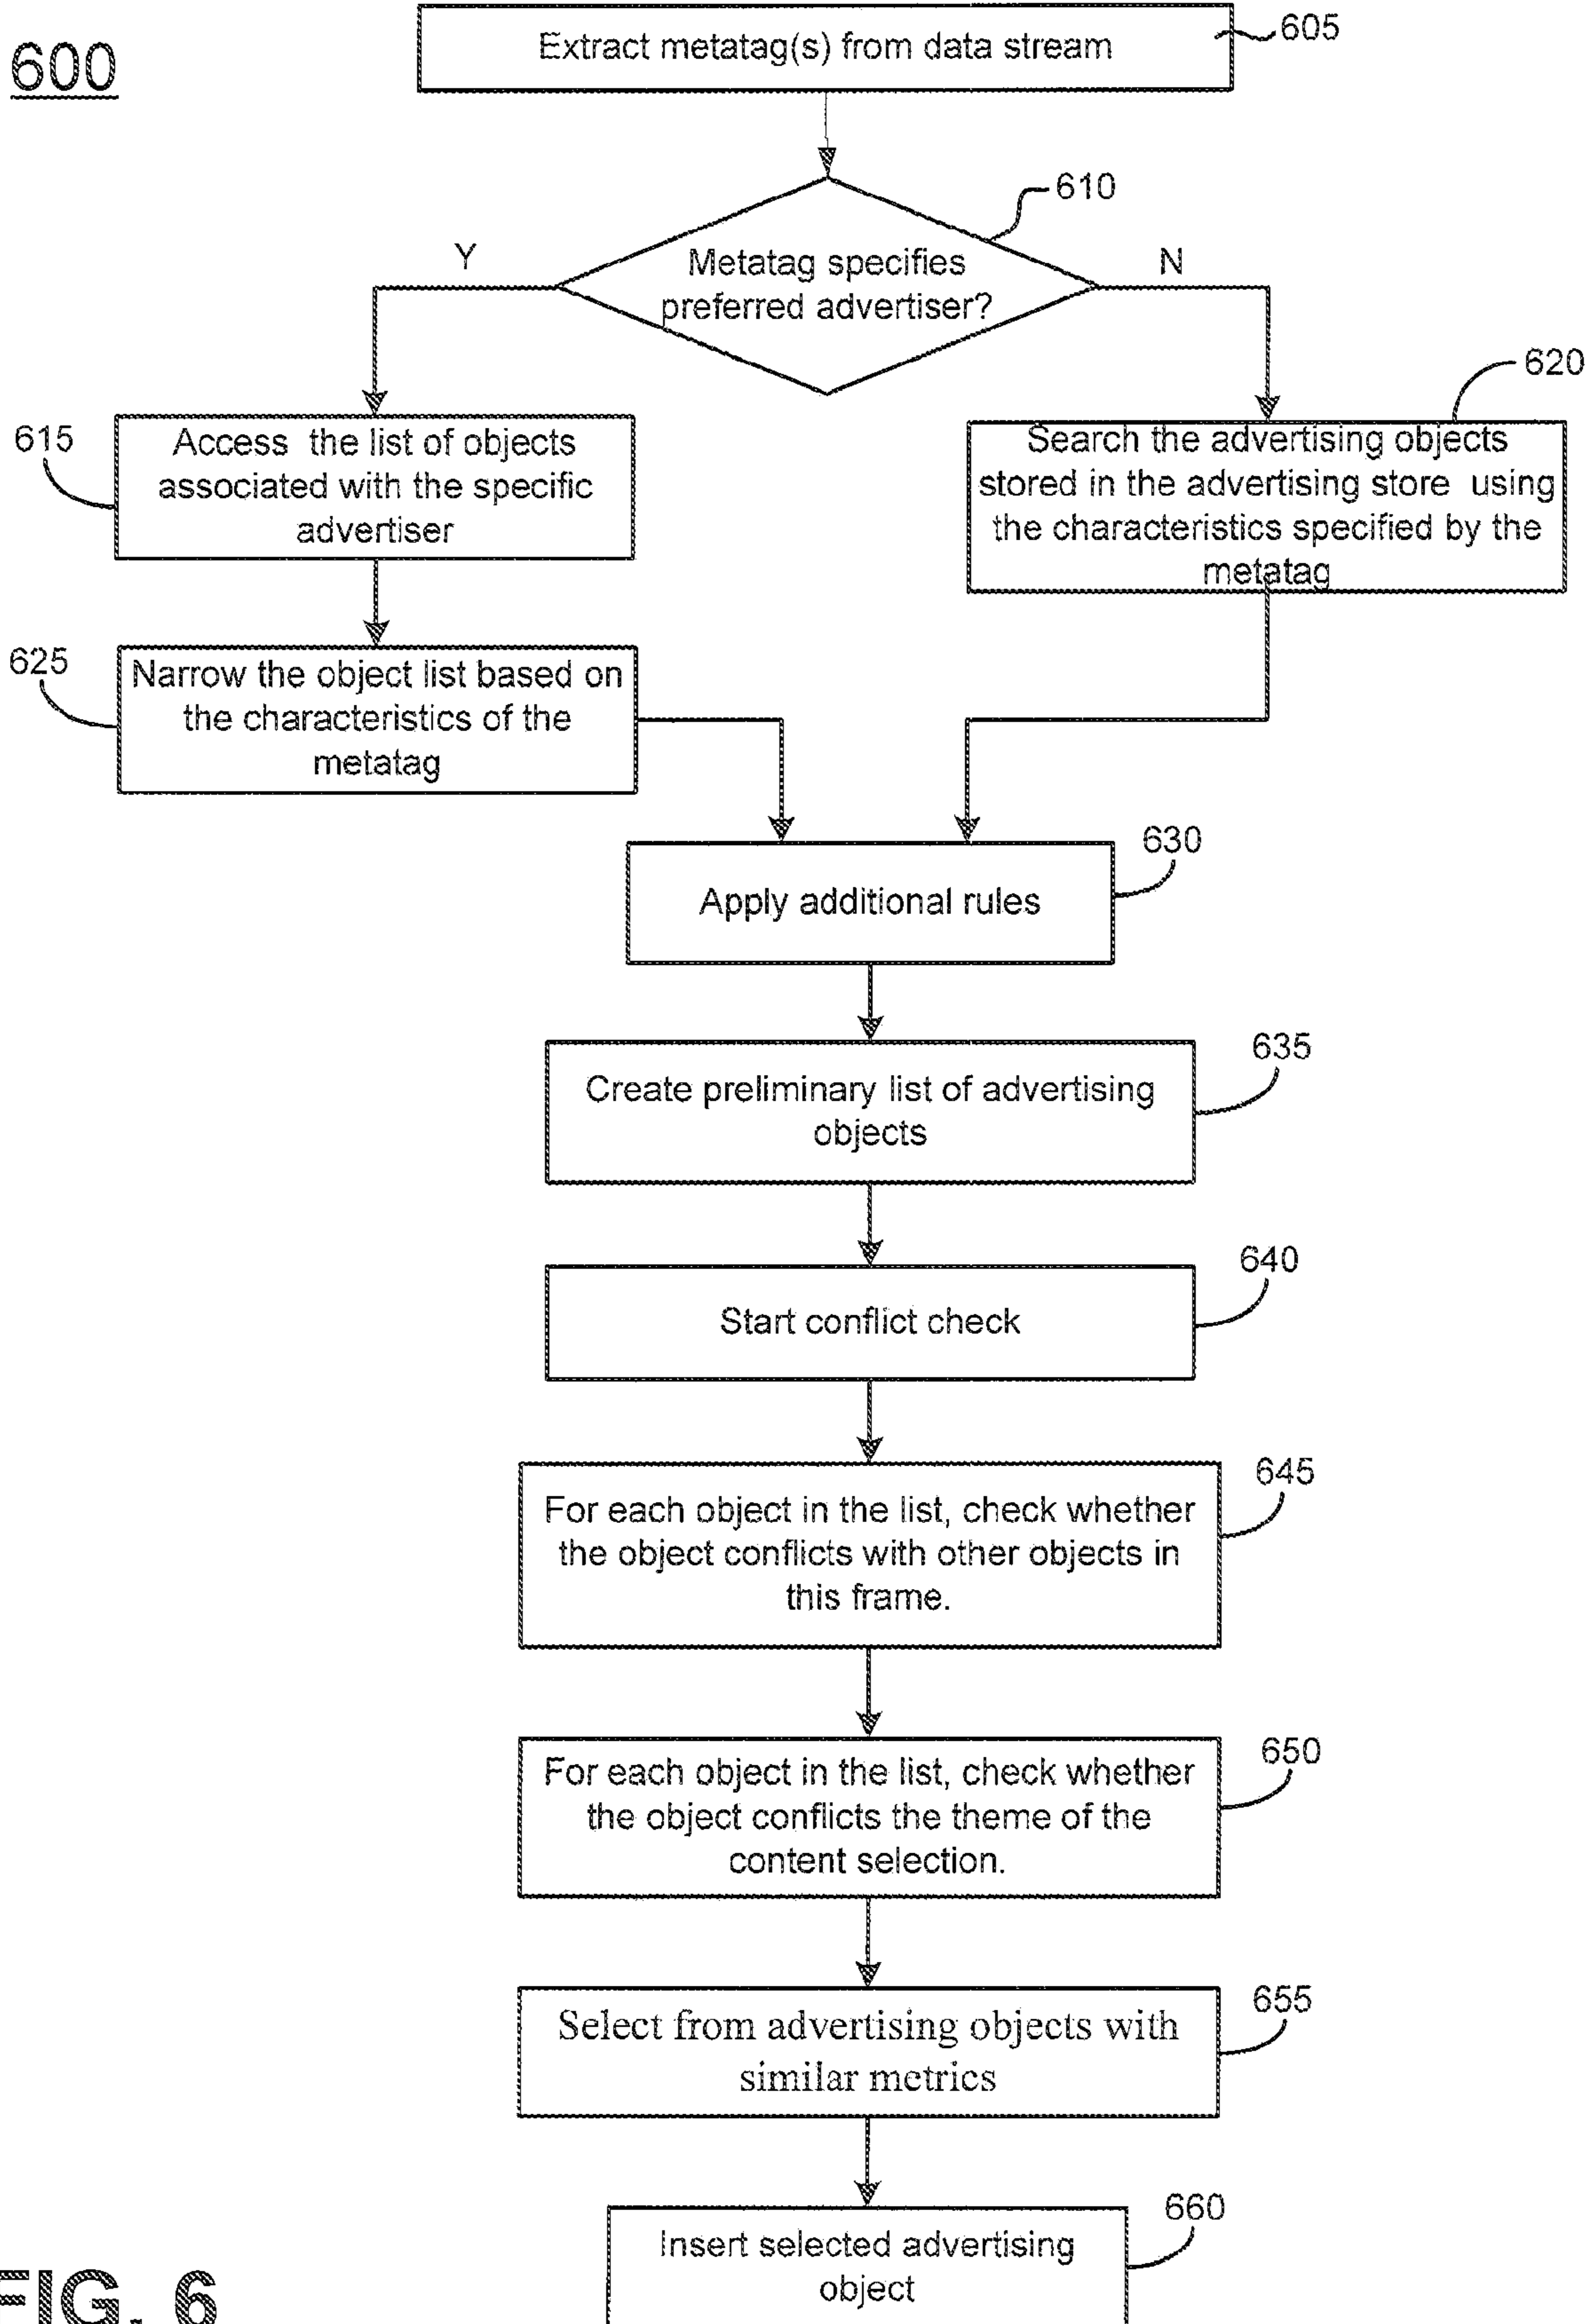 600
Extract metatag(s) from data stream
605
610
Metatag specifies
preferred advertiser?
Y
N
615
Access the list of objects
associated with the specific
advertiser
620
Search the advertising objects
stored in the advertising store using
the characteristics specified by the
metatag
625
Narrow the object list based on
the characteristics of the
metatag
630
Apply additional rules
635
Create preliminary list of advertising
objects
640
Start conflict check
645
For each object in the list, check whether
the object conflicts with other objects in
this frame.
650
For each object in the list, check whether
the object conflicts the theme of the
content selection.
655
Select from advertising objects with
similar metrics
660
Insert selected advertising
object
FIG. 6